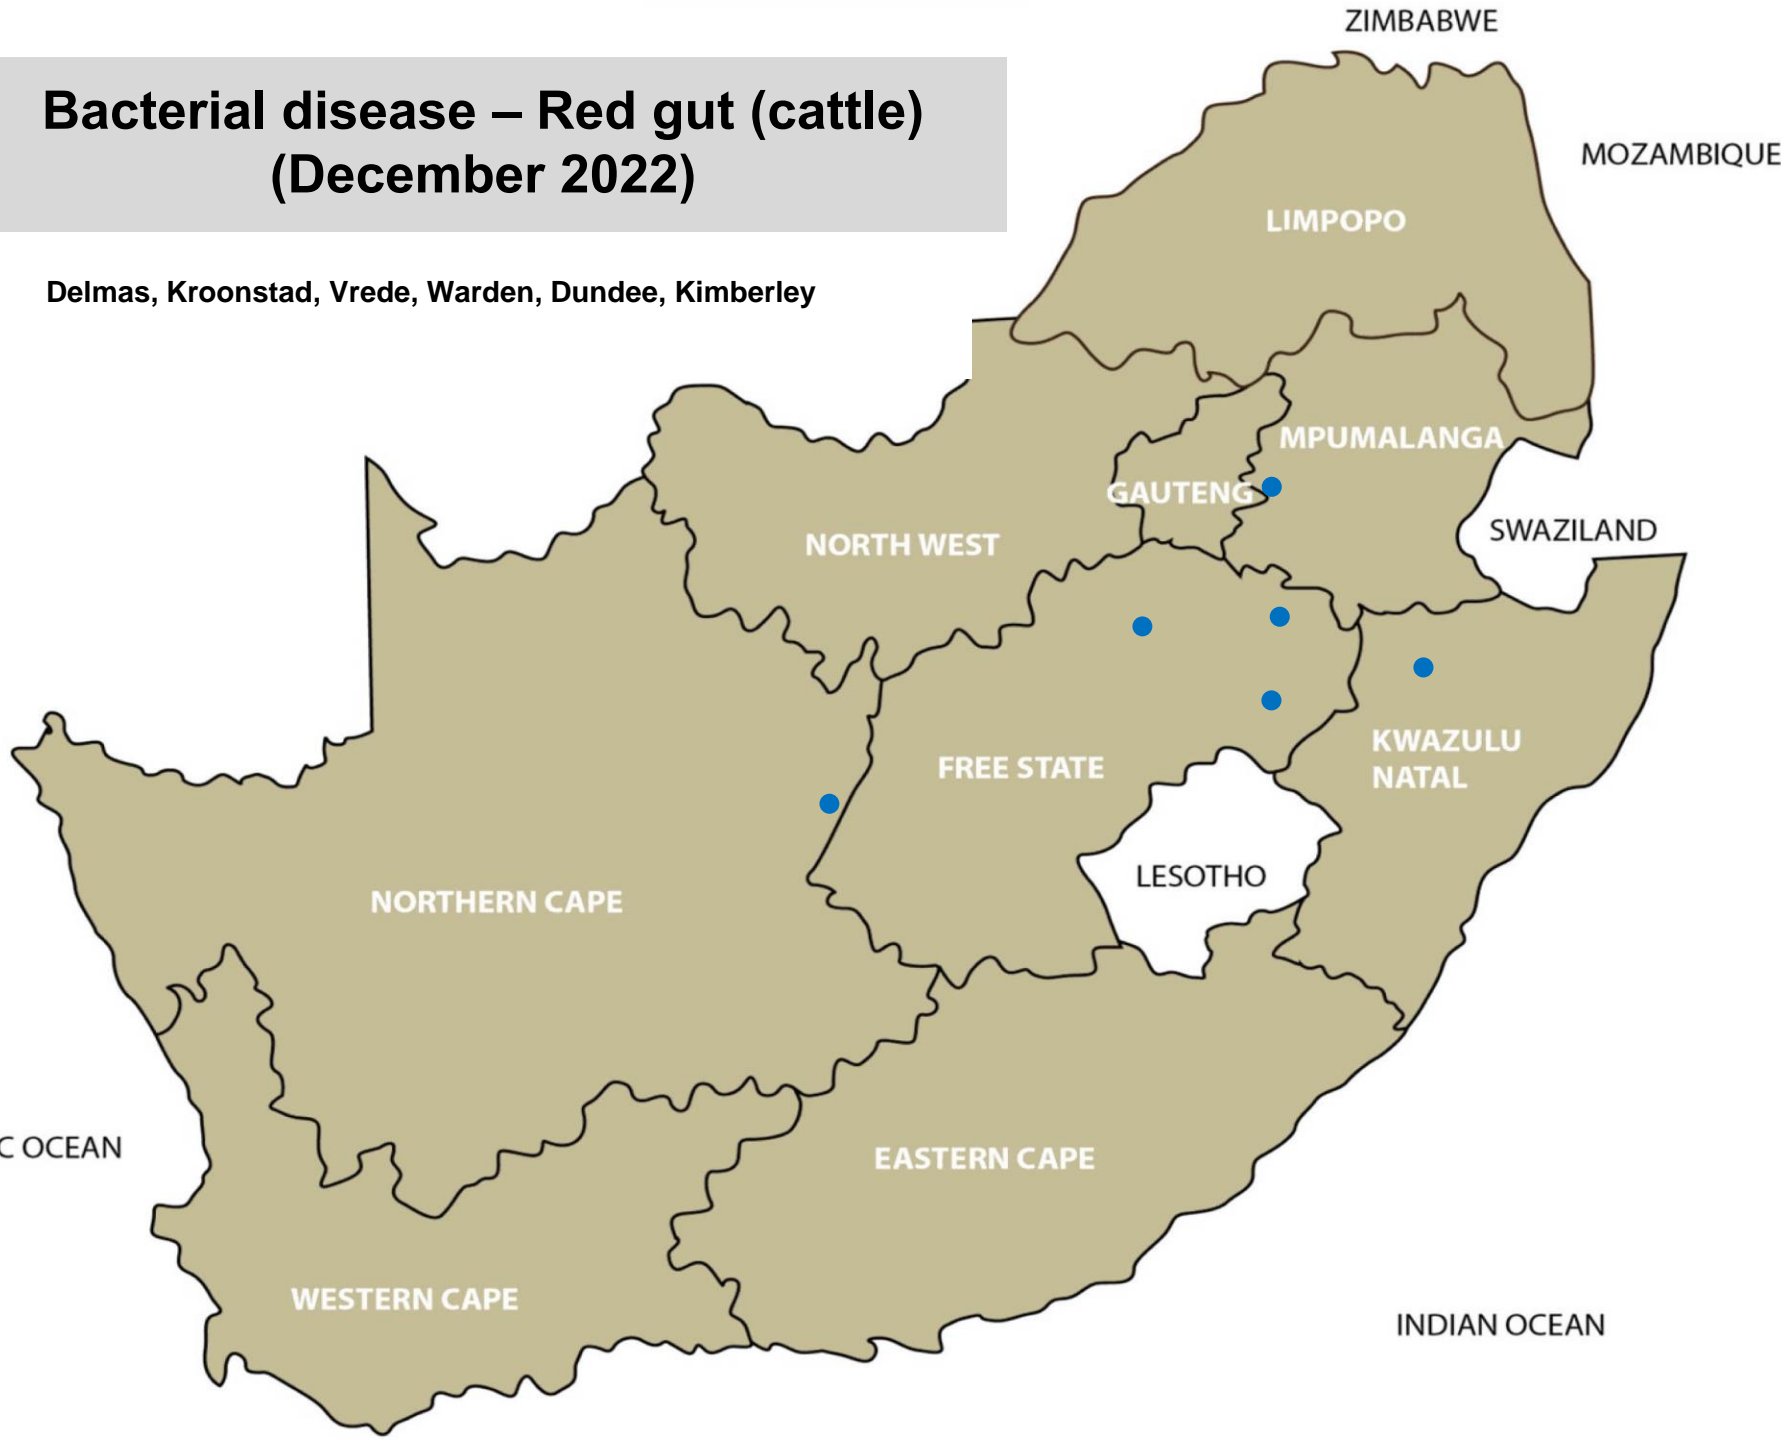 ZIMBABWE
Bacterial disease – Red gut (cattle)
(December 2022)
MOZAMBIQUE
LIMPOPO
Delmas, Kroonstad, Vrede, Warden, Dundee, Kimberley
MPUMALANGA
GAUTENG
SWAZILAND
NORTH WEST
KWAZULU
NATAL
FREE STATE
LESOTHO
NORTHERN CAPE
C OCEAN
EASTERN CAPE
WESTERN CAPE
INDIAN OCEAN